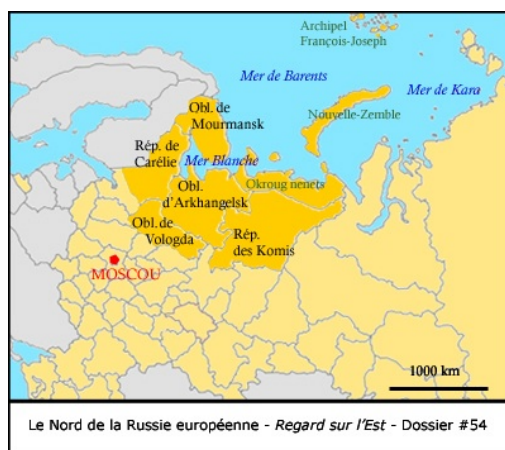 Archipel
François-Joseph
Mer de Barents
Mer de Kara
Obl. de
Mourmansk
Nouvelle-Zemble
Rép. de
Carélie
Mer Blanche
Okroug nenets
Obl.
d'Arkhangelsk
Obl. de
Vologda
Rép.
des Komis
MOSCOU
1000 km
Le Nord de la Russie européenne - Regard sur l'Est - Dossier #54